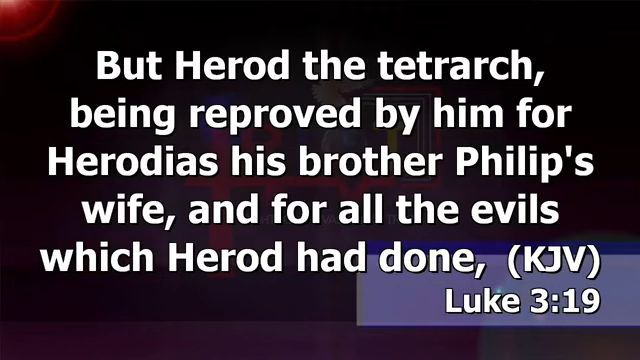 But Herod the tetrarch,
being reproved by him for
Herodias his brother Philip's
wife, and for all the evils
which Herod had done, (KJV)
Luke 3:19